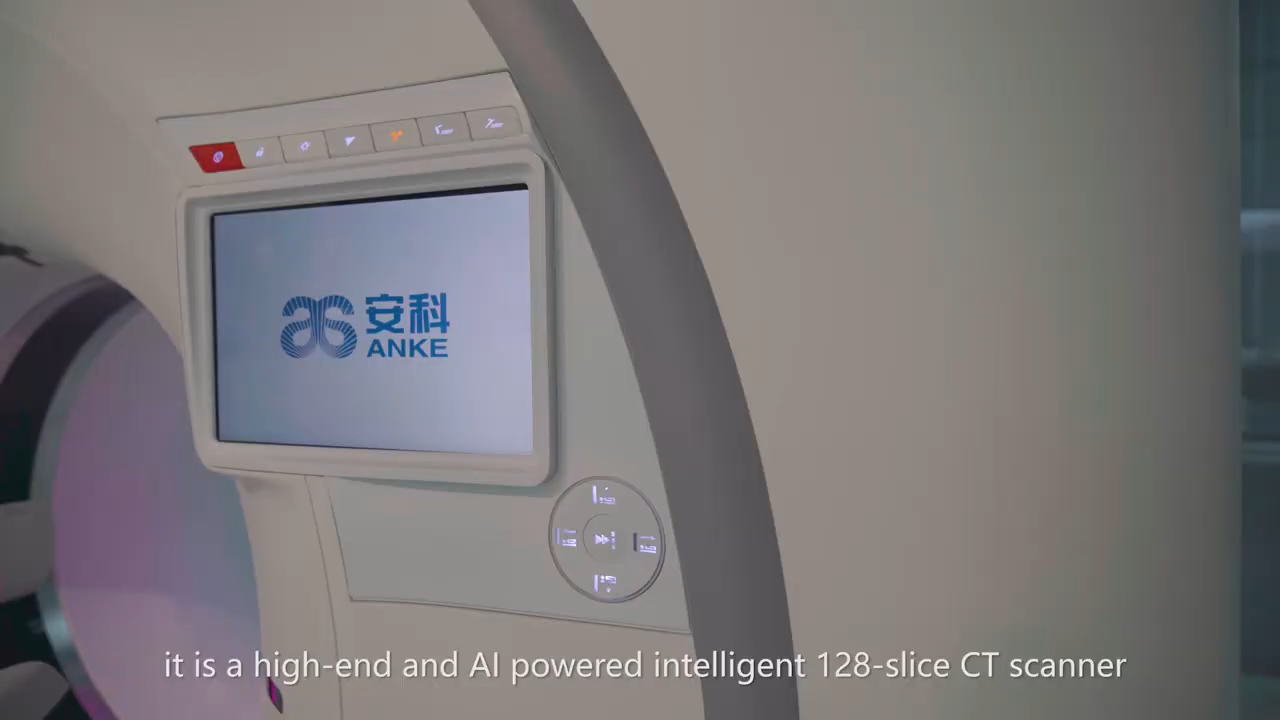 安科
ANKE
it is a high-end and AI powered intelligent 128-slice CT scanner